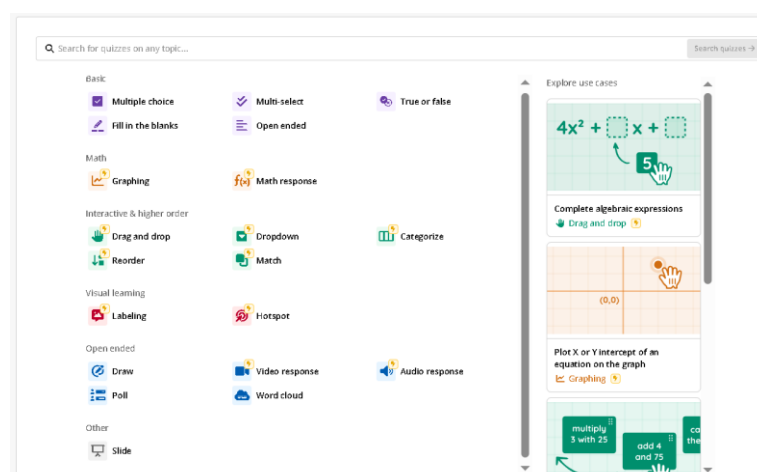 Search for quizzes on any topic...
Search quizzes →
Basic
Multiple choice
Multi-select
True or false
Fill in the blanks
Open ended
Math
Graphing
f(x) Math response
Interactive & higher order
Drag and drop
Dropdown
Categorize
Reorder
Match
Visual learning
Labeling
Hotspot
Open ended
Draw
Video response
Audio response
Poll
Word cloud
Other
Slide
Explore use cases
4x² + x +
5
Complete algebraic expressions
Drag and drop
(0,0)
Plot X or Y intercept of an
equation on the graph
Graphing
multiply
3 with 25
add 4
and 75